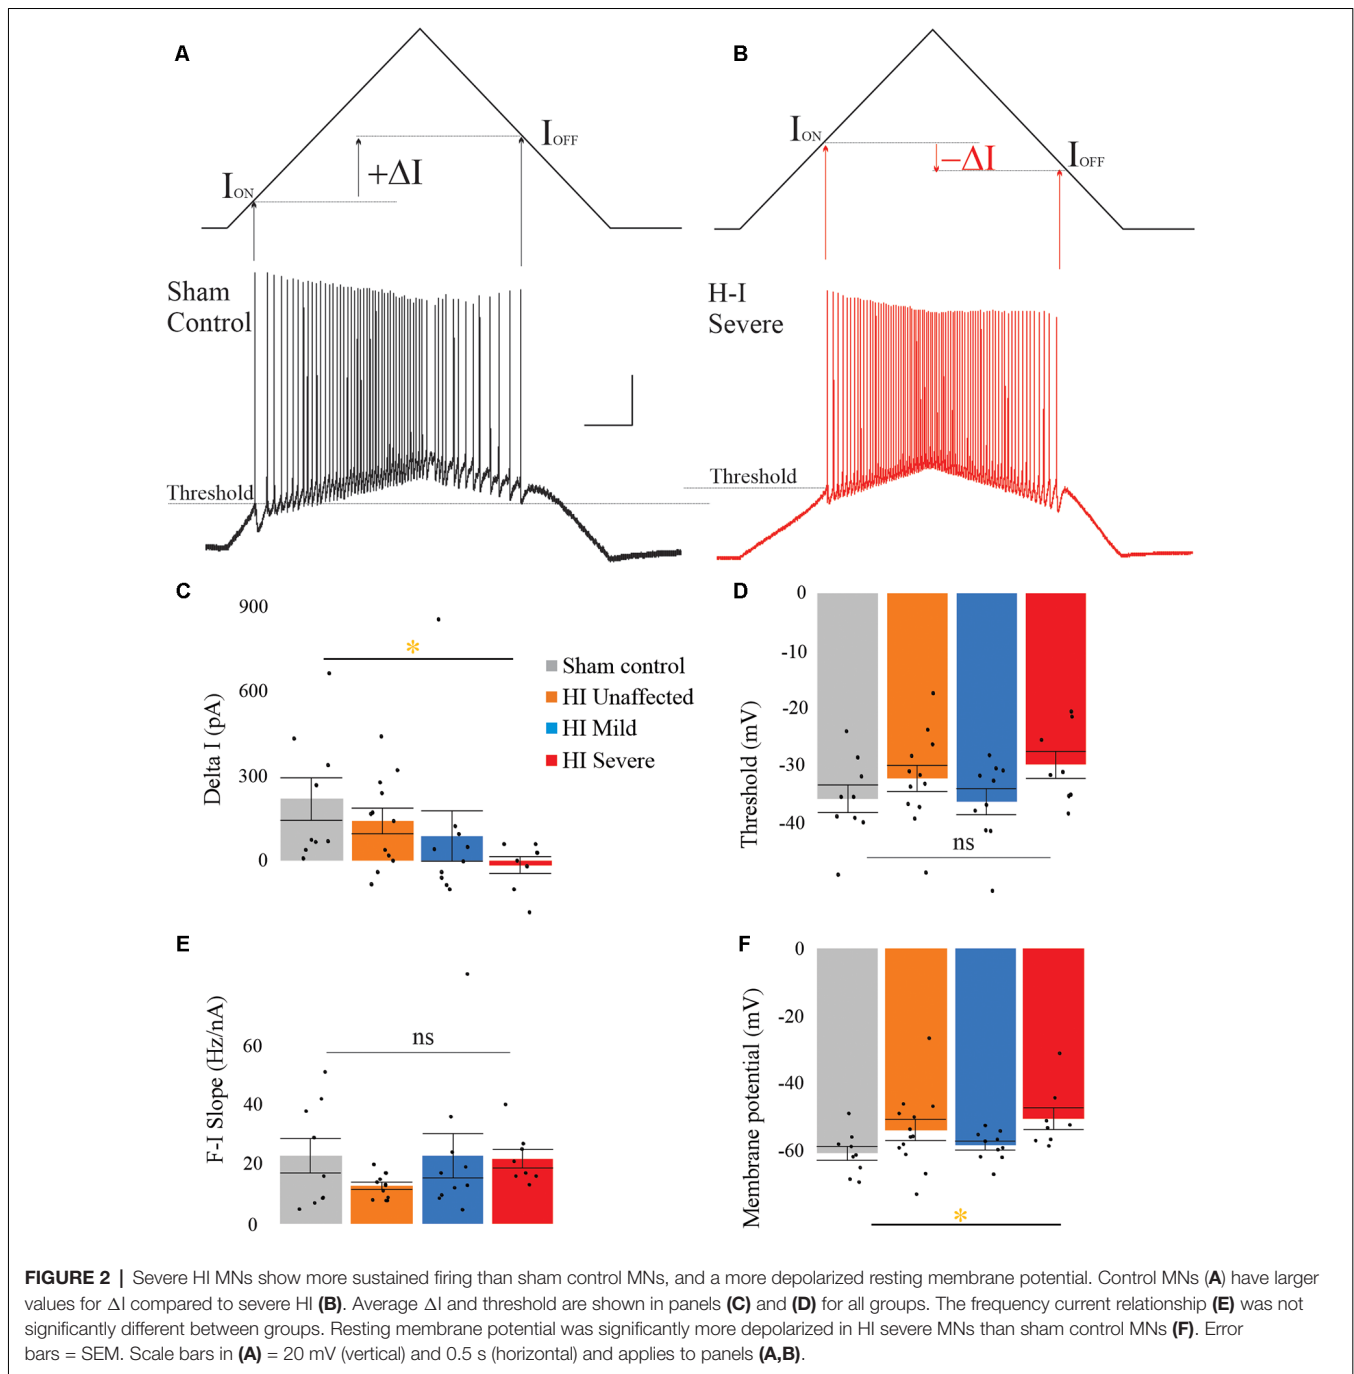 A
I ON
+ΔI
I OFF
Sham
Control
Threshold
B
I ON
−ΔI
I OFF
H-I
Severe
Threshold
C
900
600
300
0
Delta I (pA)
*
Sham control
HI Unaffected
HI Mild
HI Severe
D
0
-10
-20
-30
-40
Threshold (mV)
ns
E
60
40
20
0
F-I Slope (Hz/nA)
ns
F
0
-20
-40
-60
Membrane potential (mV)
*
FIGURE 2 | Severe HI MNs show more sustained firing than sham control MNs, and a more depolarized resting membrane potential. Control MNs (A) have larger
values for ΔI compared to severe HI (B). Average ΔI and threshold are shown in panels (C) and (D) for all groups. The frequency current relationship (E) was not
significantly different between groups. Resting membrane potential was significantly more depolarized in HI severe MNs than sham control MNs (F). Error
bars = SEM. Scale bars in (A) = 20 mV (vertical) and 0.5 s (horizontal) and applies to panels (A,B).